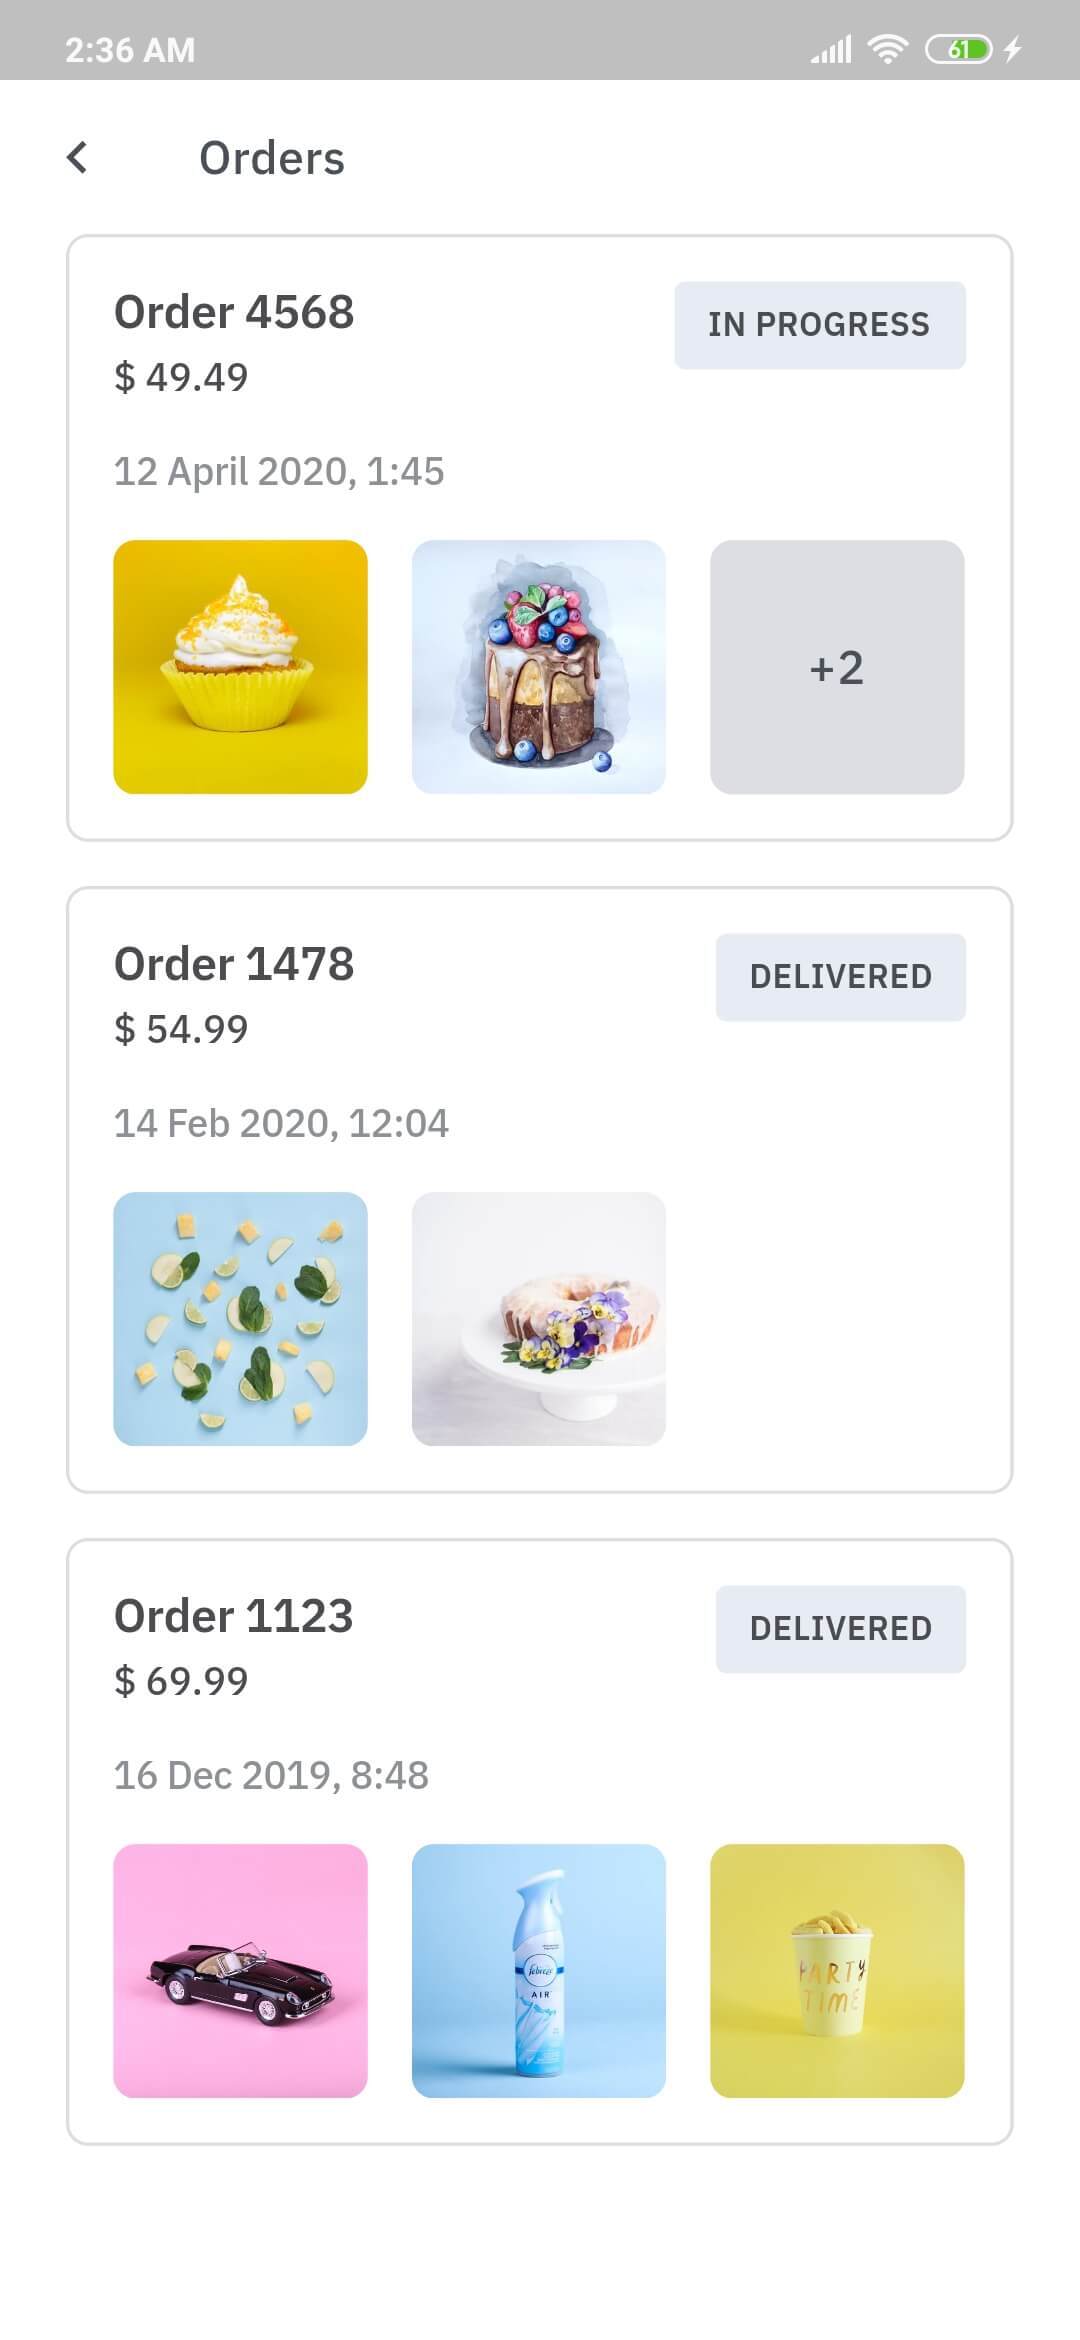 2:36 AM
61
Orders
Order 4568
IN PROGRESS
$ 49.49
12 April 2020, 1:45
+2
Order 1478
DELIVERED
$ 54.99
14 Feb 2020, 12:04
Order 1123
DELIVERED
$ 69.99
16 Dec 2019, 8:48
febreze
AIR
PARTY
TIME